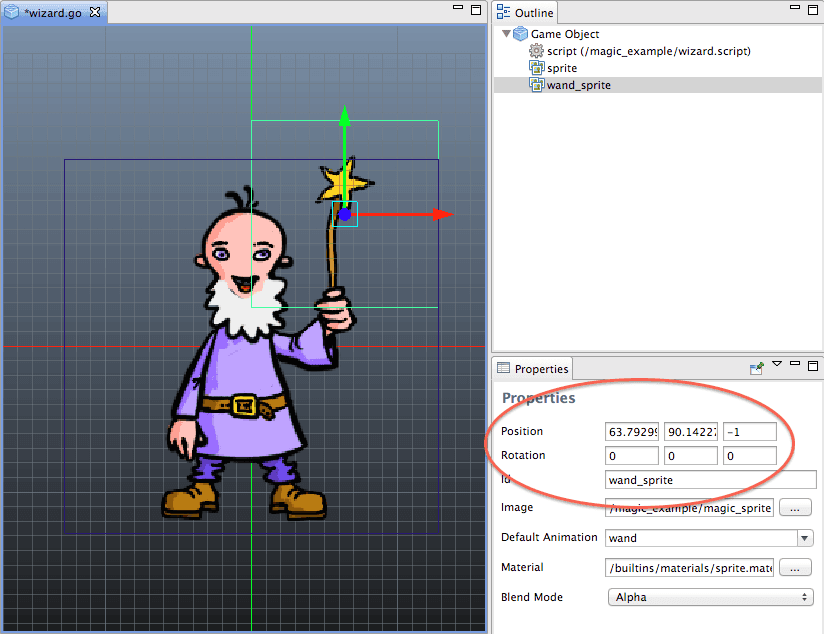 *wizard.go
Outline
Game Object
script (/magic_example/wizard.script)
sprite
wand_sprite
Properties
Properties
Position 63.79299 90.14227 -1
Rotation 0 0 0
Id wand_sprite
Image /magic_example/magic_sprite ...
Default Animation wand
Material /builtins/materials/sprite.mate ...
Blend Mode Alpha